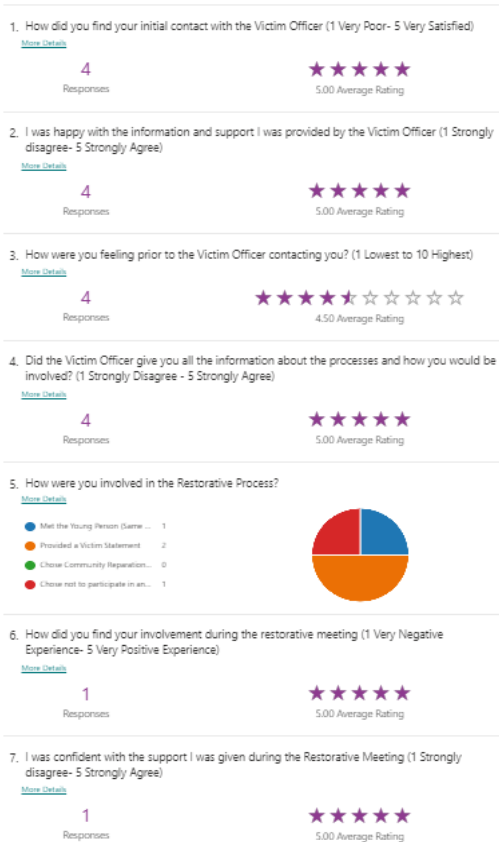 1. How did you find your initial contact with the Victim Officer (1 Very Poor- 5 Very Satisfied)
More Details
4
Responses
5.00 Average Rating
2. I was happy with the information and support I was provided by the Victim Officer (1 Strongly
disagree- 5 Strongly Agree)
More Details
4
Responses
5.00 Average Rating
3. How were you feeling prior to the Victim Officer contacting you? (1 Lowest to 10 Highest)
More Details
4
Responses
4.50 Average Rating
4. Did the Victim Officer give you all the information about the processes and how you would be
involved? (1 Strongly Disagree - 5 Strongly Agree)
More Details
4
Responses
5.00 Average Rating
5. How were you involved in the Restorative Process?
More Details
Met the Young Person (Same ... 1
Provided a Victim Statement 2
Chose Community Reparation... 0
Chose not to participate in an... 1
6. How did you find your involvement during the restorative meeting (1 Very Negative
Experience- 5 Very Positive Experience)
More Details
1
Responses
5.00 Average Rating
7. I was confident with the support I was given during the Restorative Meeting (1 Strongly
disagree- 5 Strongly Agree)
More Details
1
Responses
5.00 Average Rating